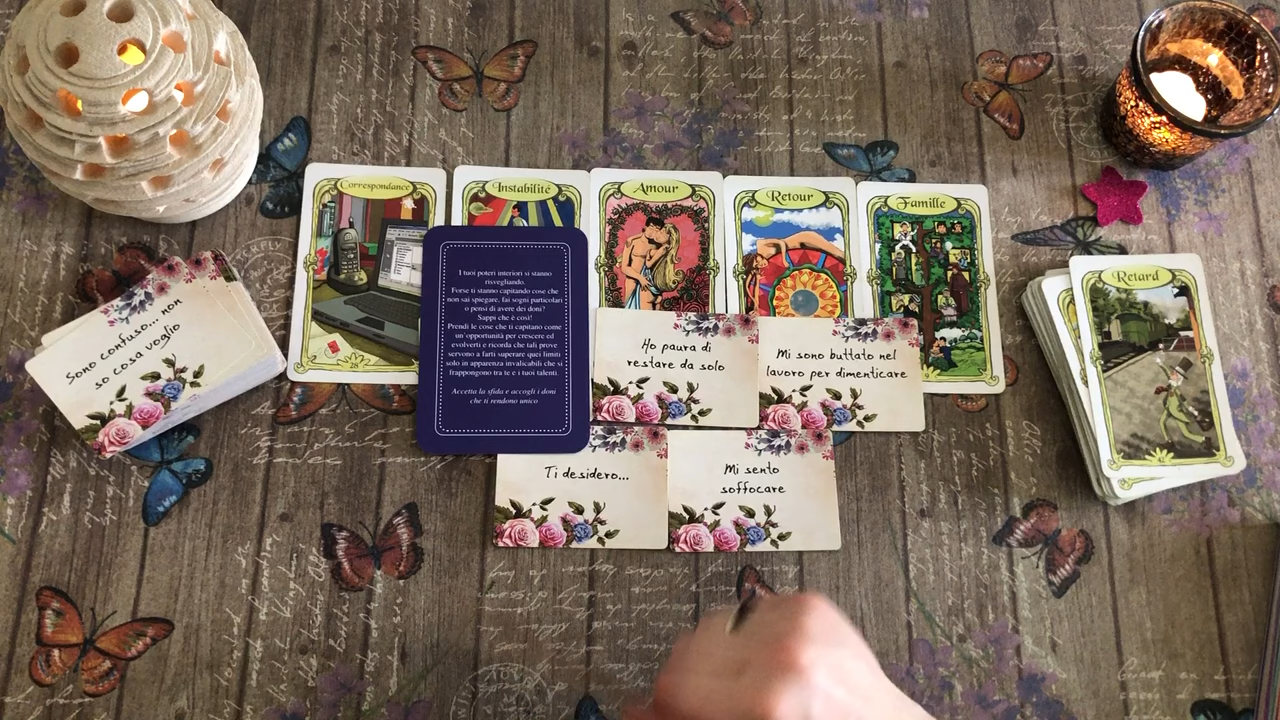 Correspondance
28
Instabilité
Amour
Retour
Famille
Retard
I tuoi poteri interiori si stanno
risvegliando.
Forse ti stanno capitando cose che
non sai spiegare, fai sogni particolari
o pensi di avere dei doni?
Sappi che è così!
Prendi le cose che ti capitano come
un opportunità per crescere ed
evolverti e ricorda che tali prove
servono a farti superare quei limiti
solo in apparenza invalicabili che si
frappongono tra te e i tuoi talenti.
Accetta la sfida e accogli i doni
che ti rendono unico
Sono confuso... non
so cosa voglio
Ho paura di
restare da solo
Mi sono buttato nel
lavoro per dimenticare
Ti desidero...
Mi sento
soffocare